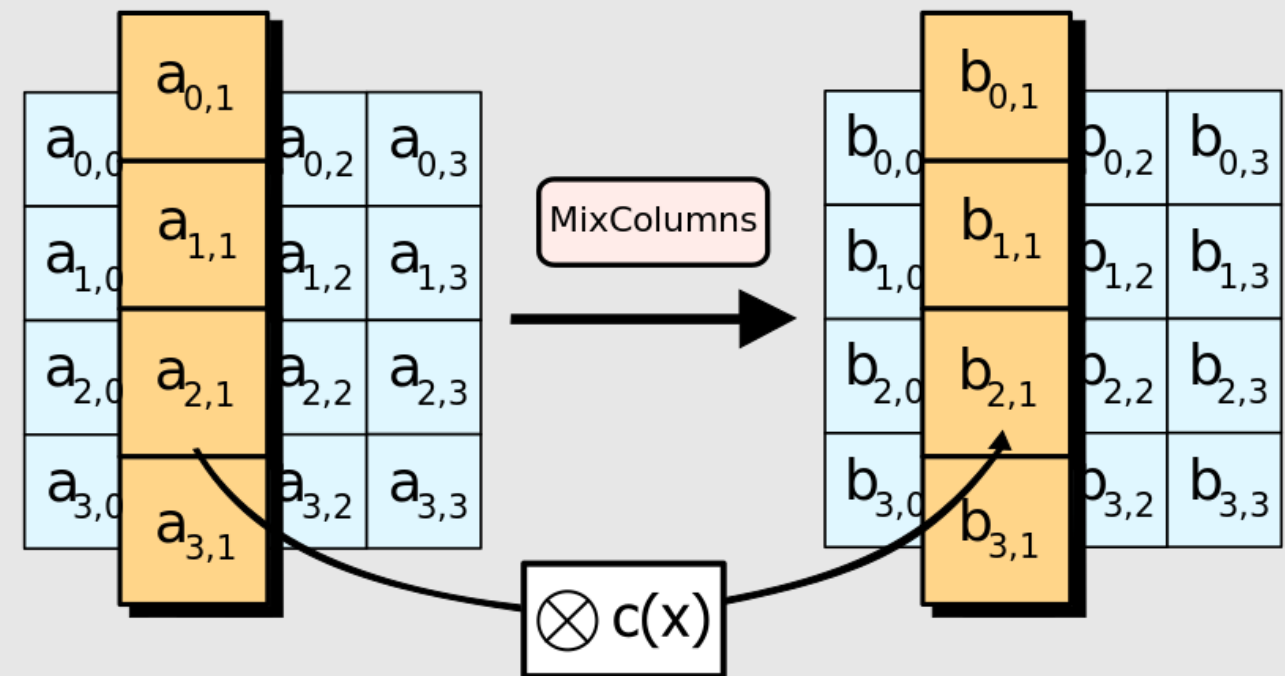 a0,1
a0,0 a0,2 a0,3
a1,1
a1,0 a1,2 a1,3
a2,1
a2,0 a2,2 a2,3
a3,1
a3,0 a3,2 a3,3
MixColumns
b0,1
b0,0 b0,2 b0,3
b1,1
b1,0 b1,2 b1,3
b2,1
b2,0 b2,2 b2,3
b3,1
b3,0 b3,2 b3,3
⊗ c(x)